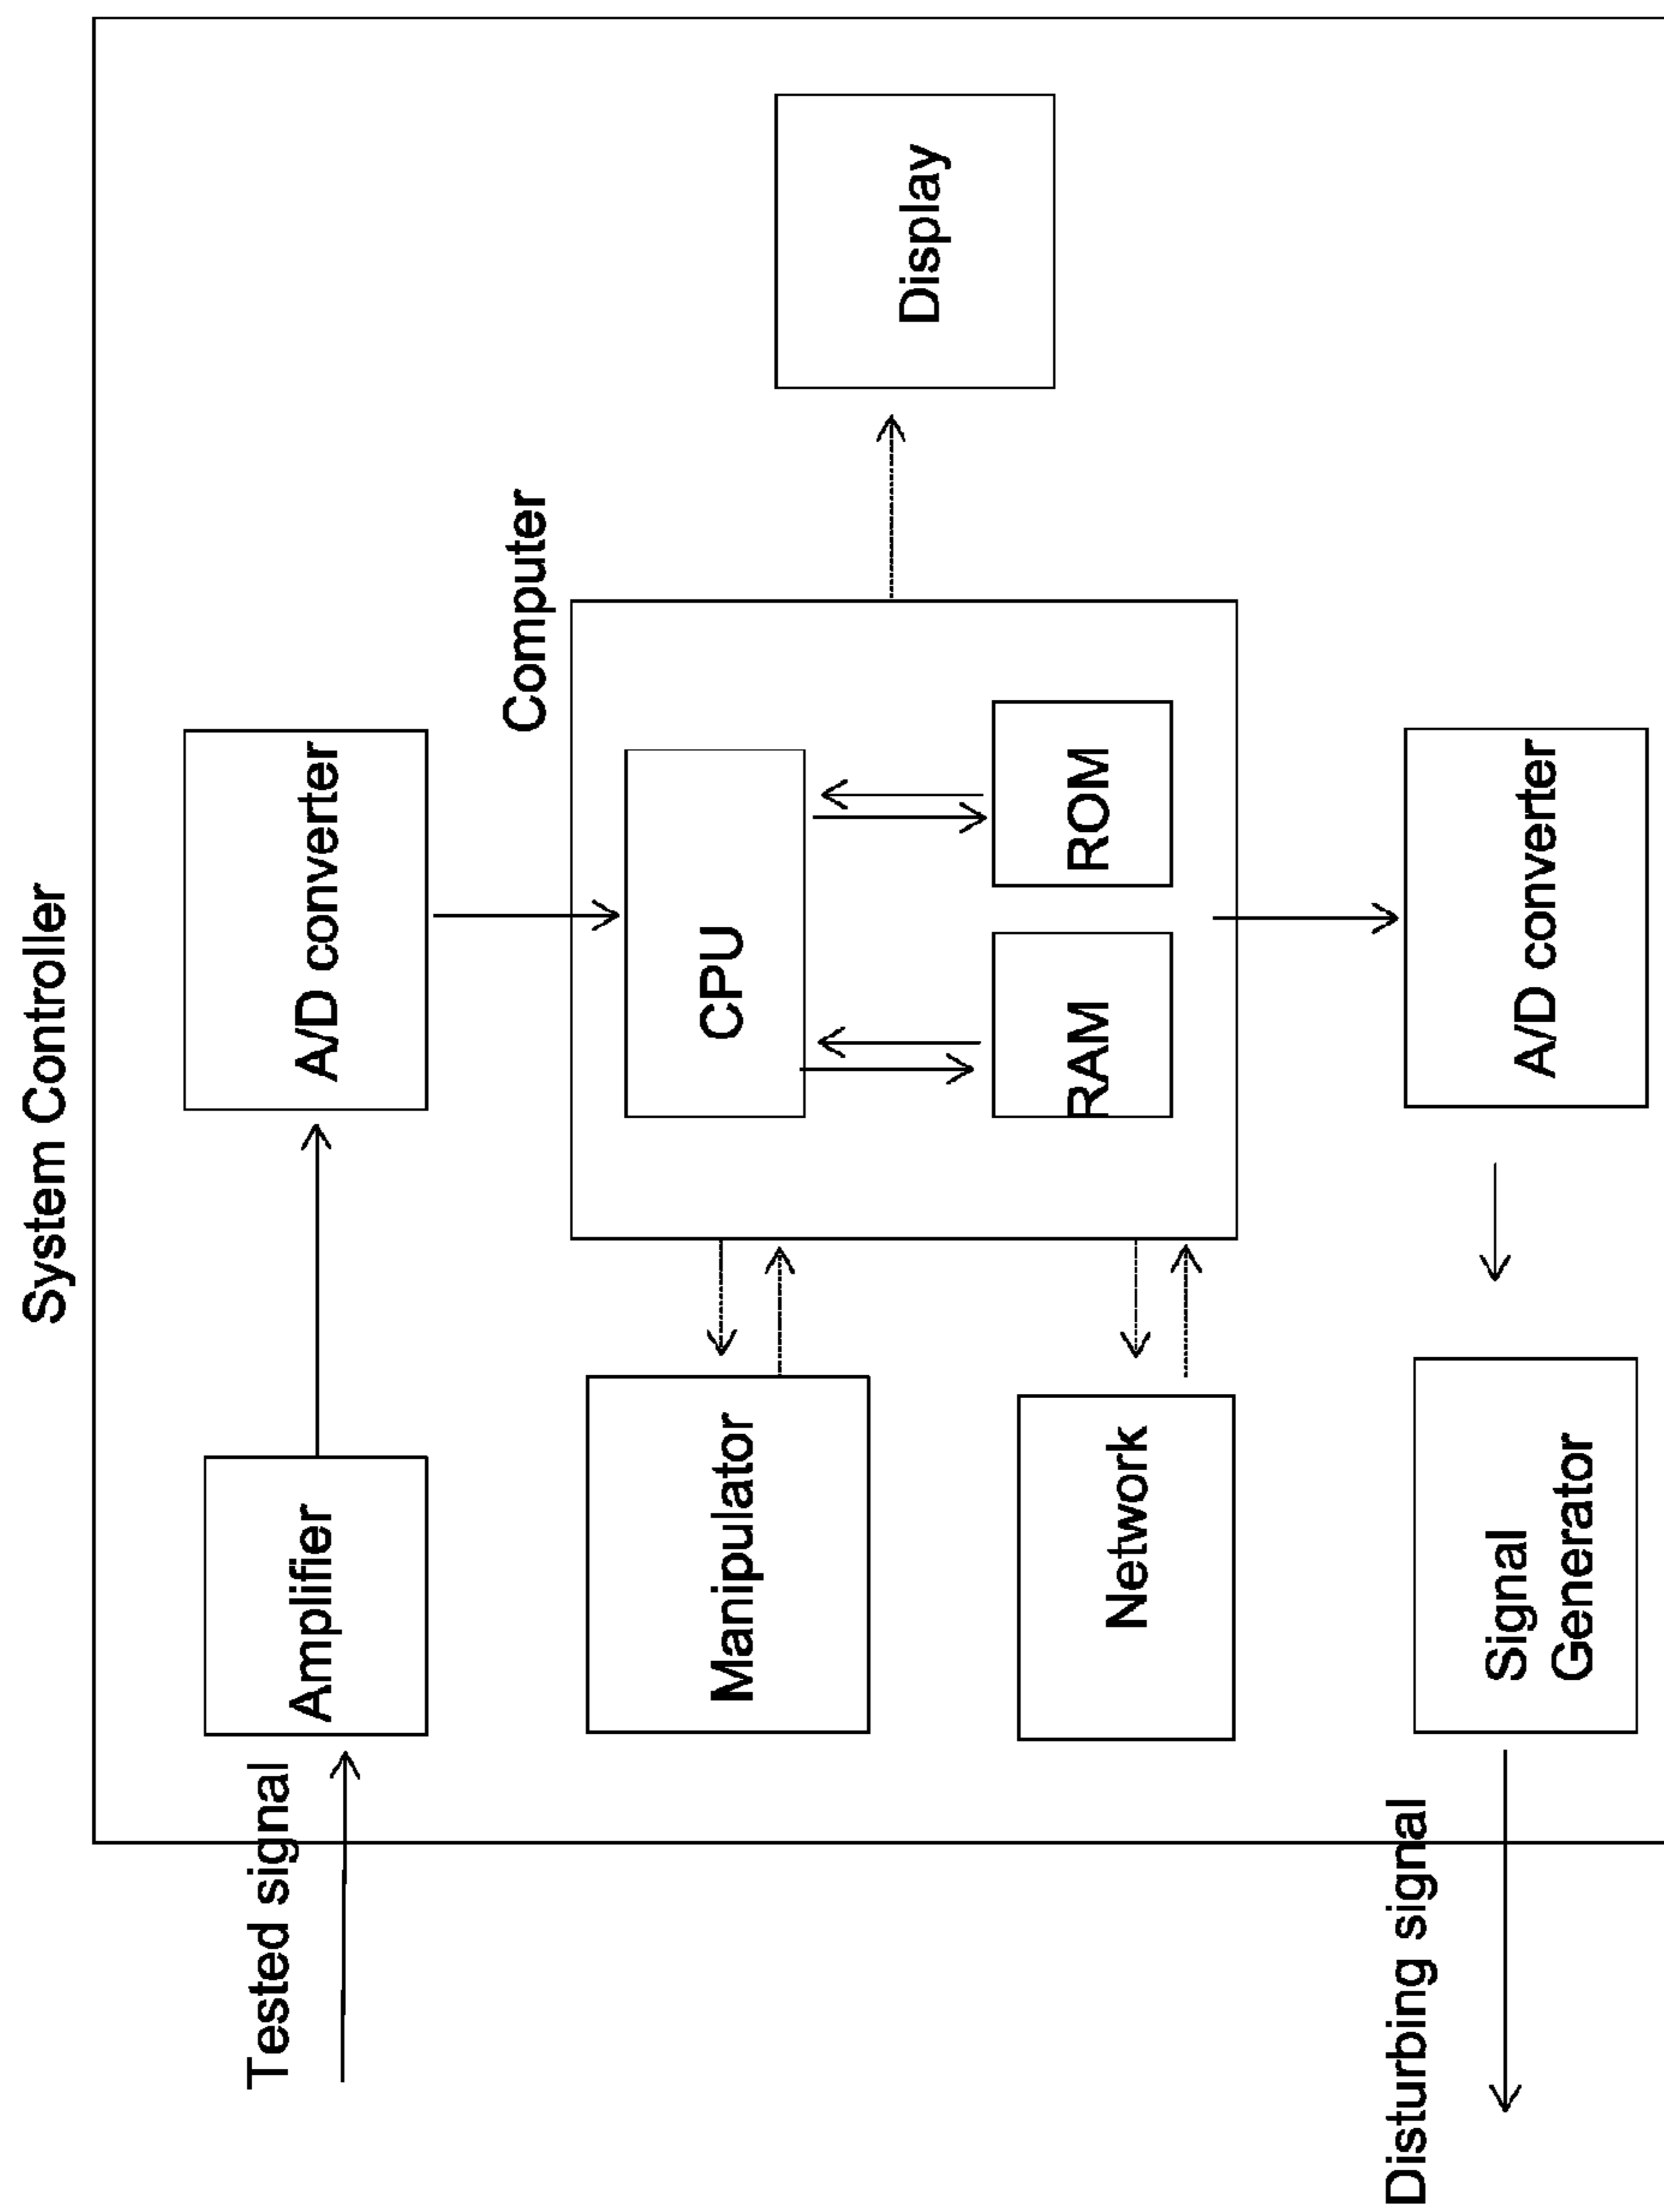 System Controller
Tested signal
Amplifier
A/D converter
Computer
Manipulator
CPU
Display
Network
RAM
ROM
Disturbing signal
Signal
Generator
A/D converter